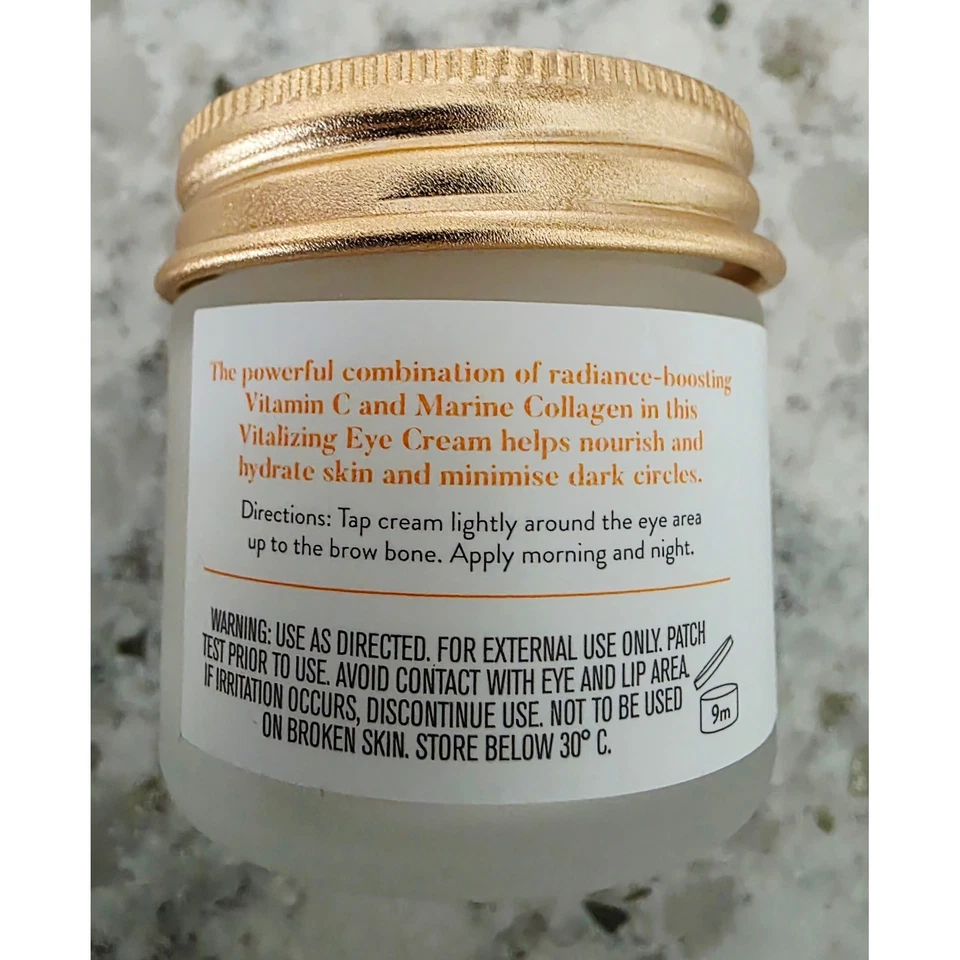 The powerful combination of radiance-boosting
Vitamin C and Marine Collagen in this
Vitalizing Eye Cream helps nourish and
hydrate skin and minimise dark circles.
Directions: Tap cream lightly around the eye area
up to the brow bone. Apply morning and night.
WARNING: USE AS DIRECTED. FOR EXTERNAL USE ONLY. PATCH
TEST PRIOR TO USE. AVOID CONTACT WITH EYE AND LIP AREA.
IF IRRITATION OCCURS, DISCONTINUE USE. NOT TO BE USED
ON BROKEN SKIN. STORE BELOW 30° C.
9m